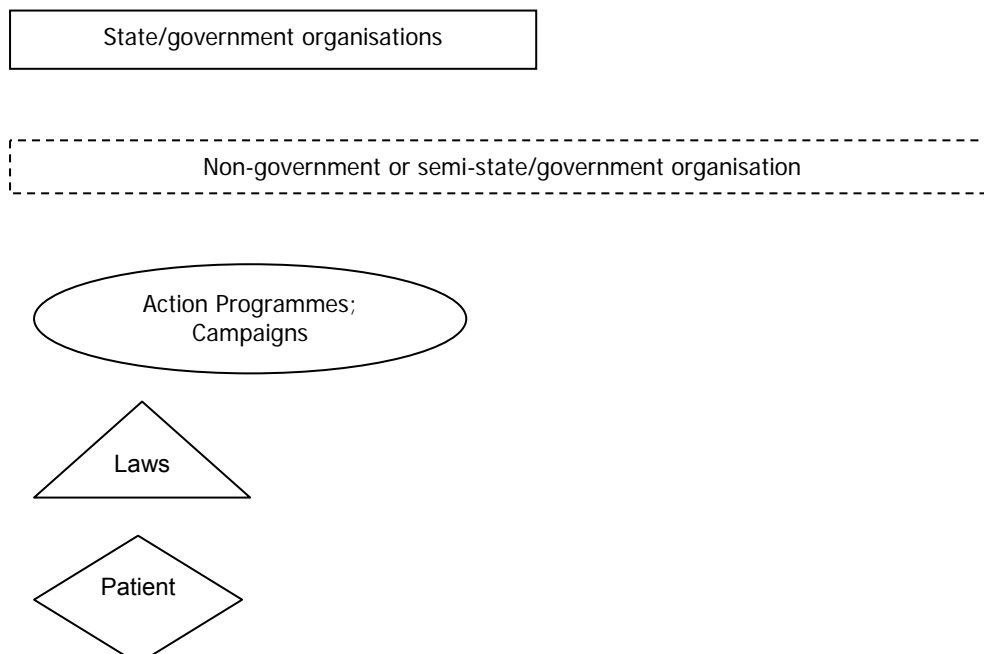 State/government organisations
Non-government or semi-state/government organisation
Action Programmes;
Campaigns
Laws
Patient